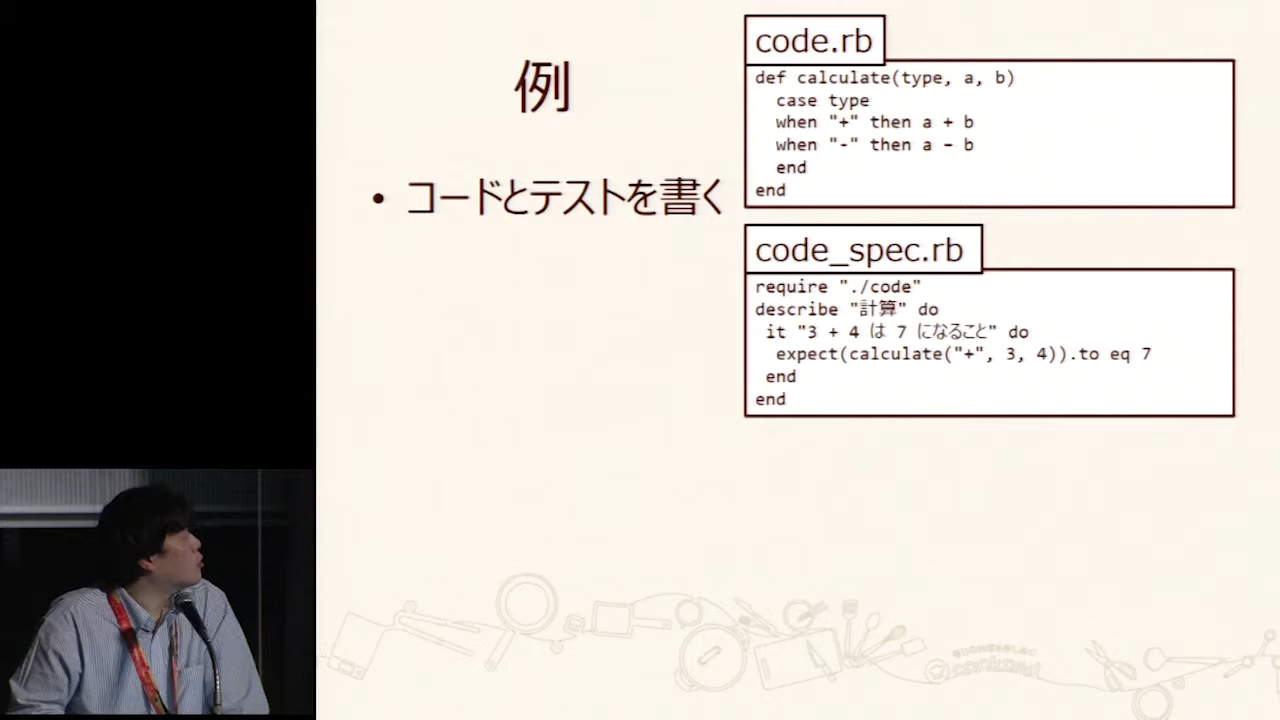 例
• コードとテストを書く
code.rb
def calculate(type, a, b)
  case type
  when "+" then a + b
  when "-" then a - b
  end
end
code_spec.rb
require "./code"
describe "計算" do
 it "3 + 4 は 7 になること" do
  expect(calculate("+", 3, 4)).to eq 7
 end
end
cookpad